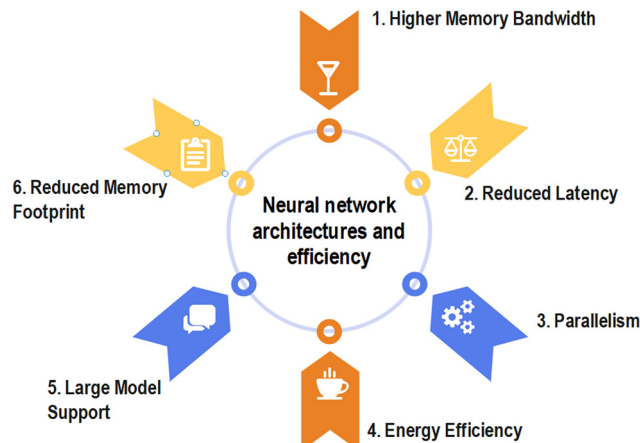 1. Higher Memory Bandwidth
2. Reduced Latency
3. Parallelism
4. Energy Efficiency
5. Large Model
Support
6. Reduced Memory
Footprint
Neural network
architectures and
efficiency